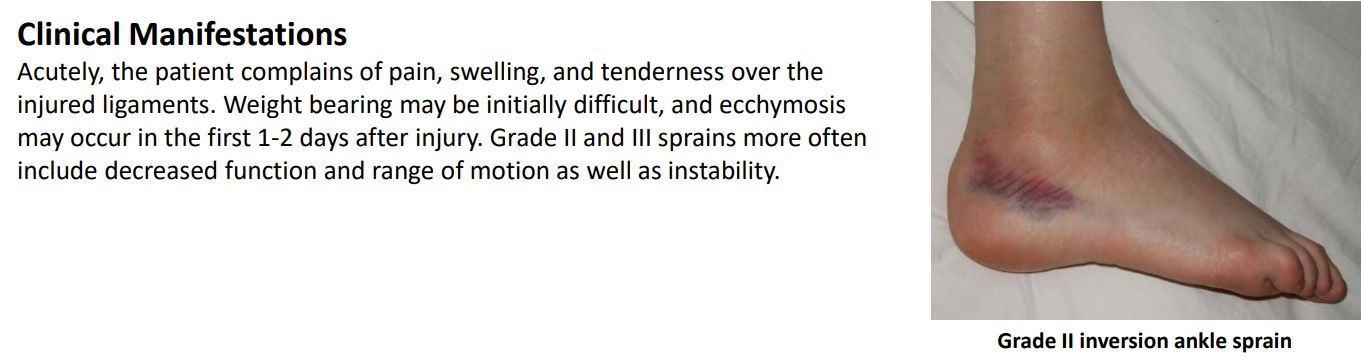 Clinical Manifestations
Acutely, the patient complains of pain, swelling, and tenderness over the
injured ligaments. Weight bearing may be initially difficult, and ecchymosis
may occur in the first 1-2 days after injury. Grade II and III sprains more often
include decreased function and range of motion as well as instability.
Grade II inversion ankle sprain